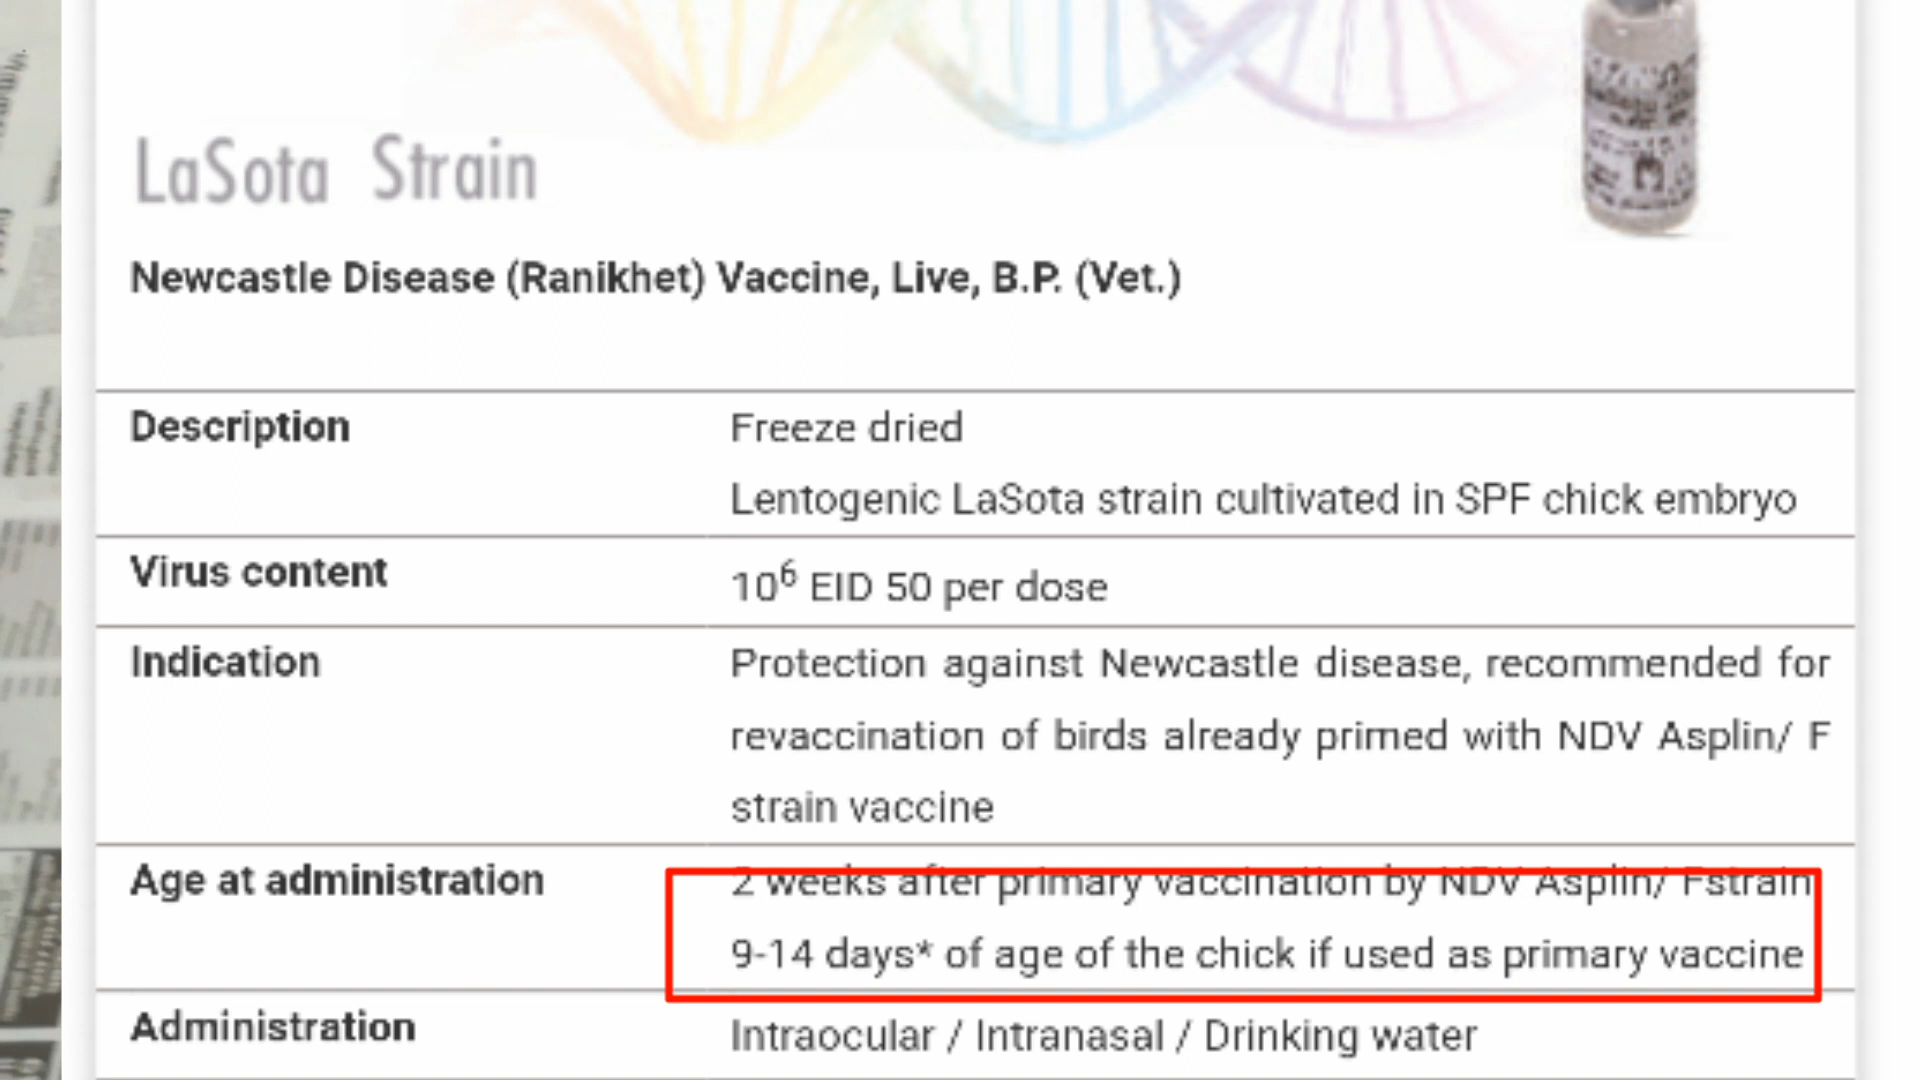 LaSota Strain
Newcastle Disease (Ranikhet) Vaccine, Live, B.P. (Vet.)
Description
Freeze dried
Lentogenic LaSota strain cultivated in SPF chick embryo
Virus content
10⁶ EID 50 per dose
Indication
Protection against Newcastle disease, recommended for
revaccination of birds already primed with NDV Asplin/ F
strain vaccine
Age at administration
2 weeks after primary vaccination by NDV Asplin/ Fstrain
9-14 days* of age of the chick if used as primary vaccine
Administration
Intraocular / Intranasal / Drinking water